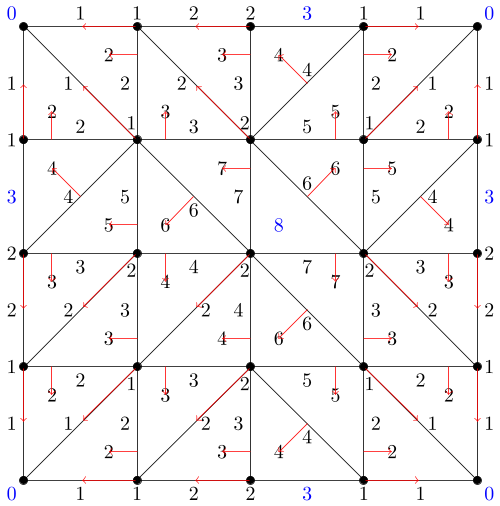 0 1 1 2 2 3 1 1 0
2 3 4 4 2
1 1 2 2 3 1 1
2 2 3 3 5 5 2 2
1 1 2 1 1
4 7 6 5
4 5 6 7 6 5 4
3 3
5 6 8 4
2 2 2 2 2
3 3 4 4 7 7 3 3
2 2 2 4 6 3 2 2
3 4 6 3
1 1 2 1 1
2 2 3 3 5 5 2 2
1 1 2 2 3 4 2 1 1
2 3 4 2
0 1 1 2 2 3 1 1 0